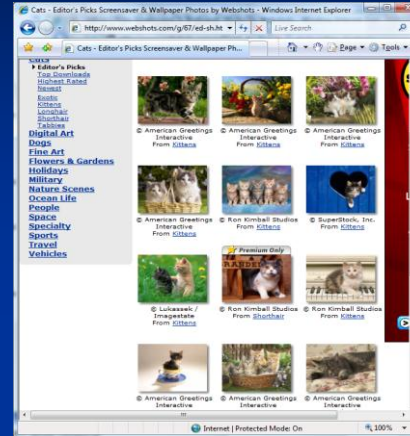 Cats - Editor's Picks Screensaver & Wallpaper Photos by Webshots - Windows Internet Explorer
http://www.webshots.com/g/67/ed-sh.ht
Live Search
Cats - Editor's Picks Screensaver & Wallpaper Ph...
Page
Tools
Cats
Editor's Picks
Top Downloads
Highest Rated
Newest
Exotic
Kittens
Longhair
Shorthair
Tabbies
Digital Art
Dogs
Fine Art
Flowers & Gardens
Holidays
Military
Nature Scenes
Ocean Life
People
Space
Specialty
Sports
Travel
Vehicles
© American Greetings Interactive
From Kittens
© American Greetings Interactive
From Kittens
© American Greetings Interactive
From Kittens
© American Greetings Interactive
From Kittens
© Ron Kimball Studios
From Kittens
© SuperStock, Inc.
From Kittens
Premium Only
© Lukassek / Imagestate
From Kittens
© Ron Kimball Studios
From Shorthair
© Ron Kimball Studios
From Kittens
© American Greetings Interactive
© American Greetings Interactive
© American Greetings Interactive
Internet | Protected Mode: On
100%